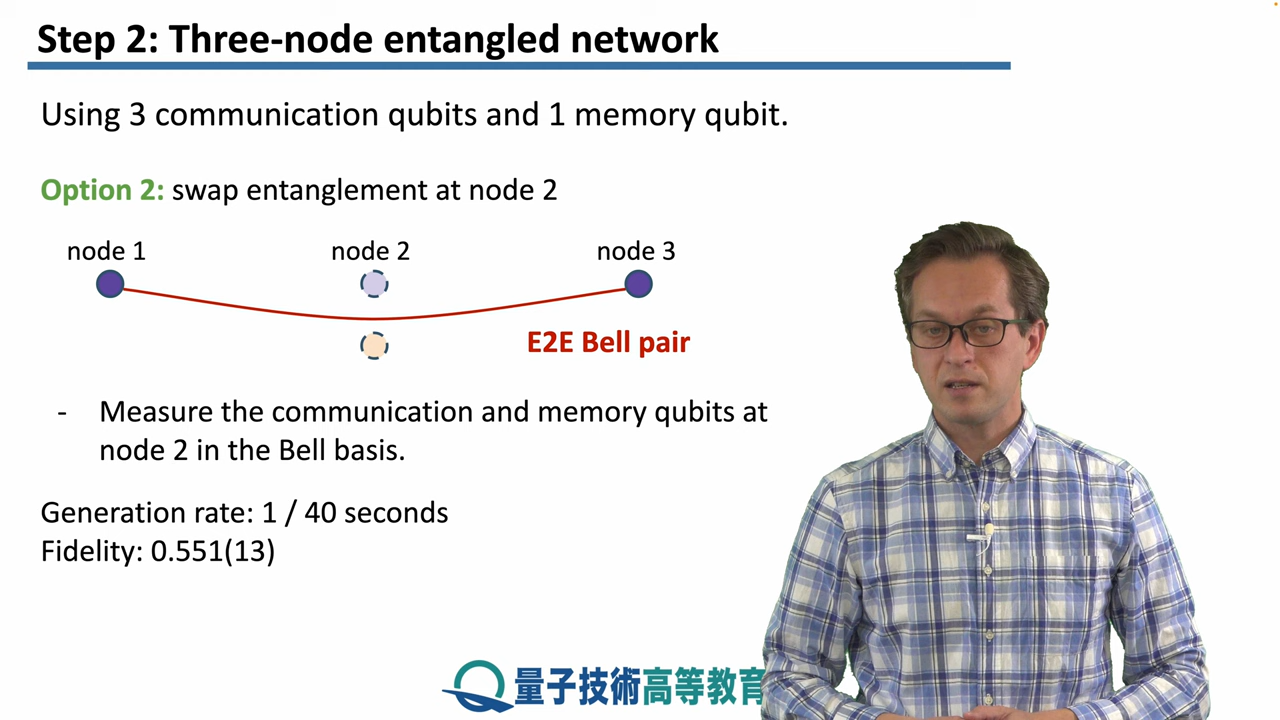 Step 2: Three-node entangled network
Using 3 communication qubits and 1 memory qubit.
Option 2: swap entanglement at node 2
node 1 node 2 node 3
E2E Bell pair
- Measure the communication and memory qubits at
node 2 in the Bell basis.
Generation rate: 1 / 40 seconds
Fidelity: 0.551(13)
量子技術高等教育